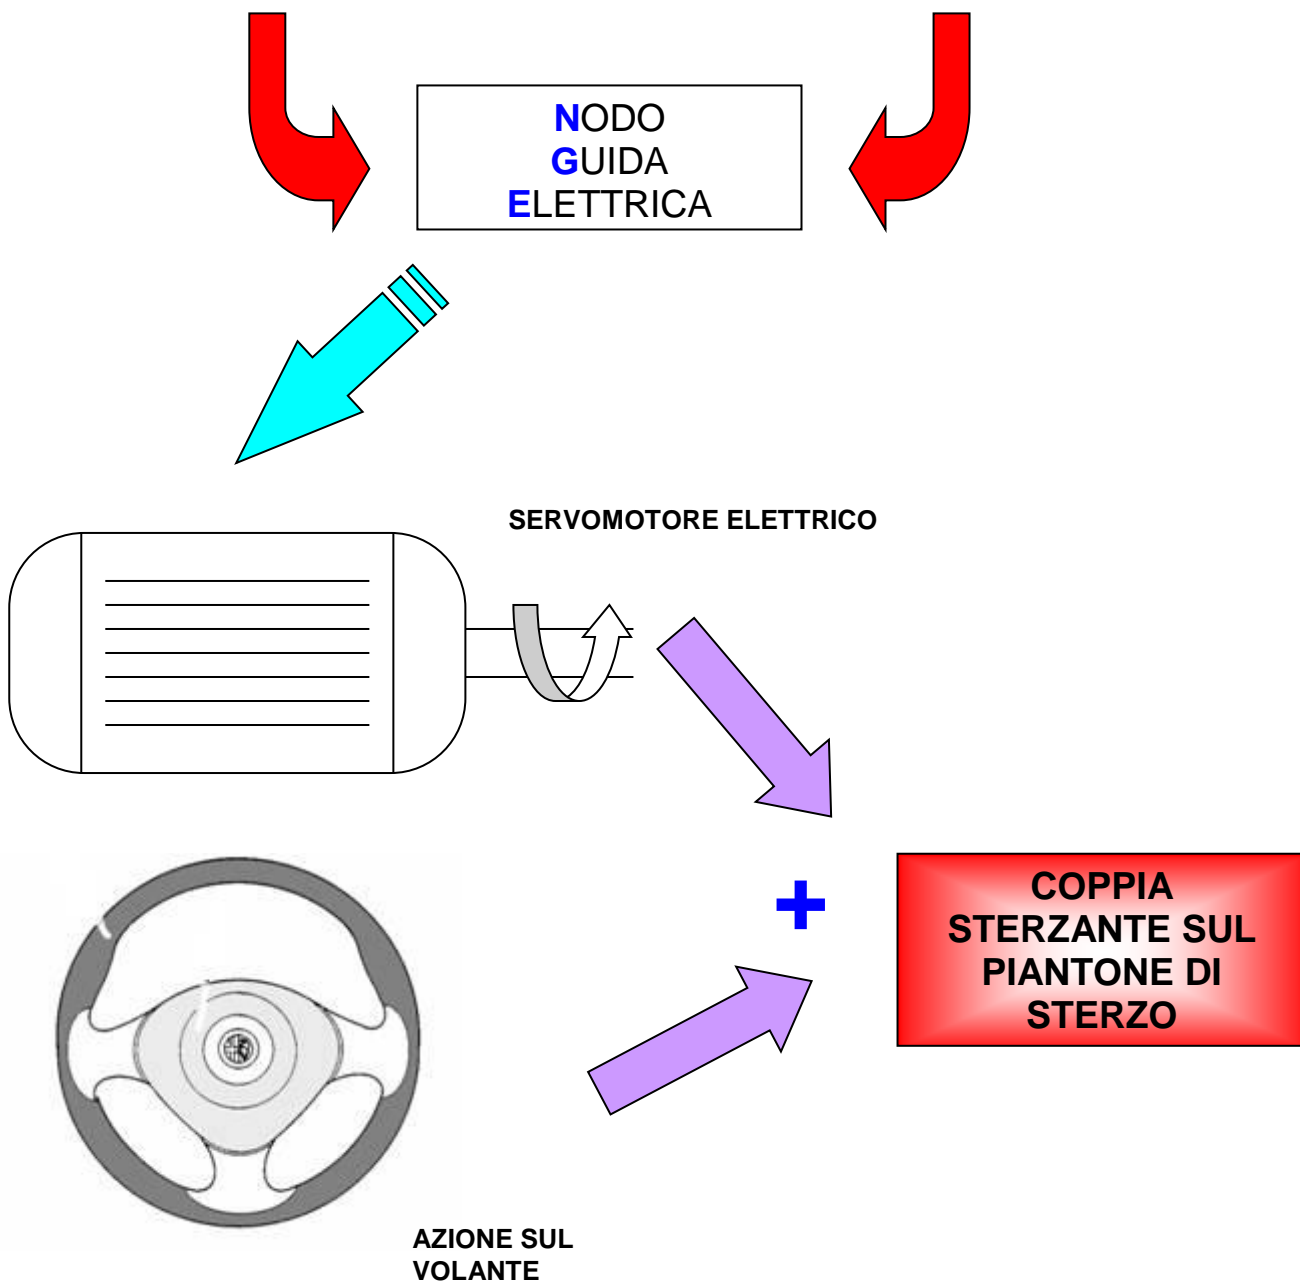 NODO
GUIDA
ELETTRICA
SERVOMOTORE ELETTRICO
COPPIA
STERZANTE SUL
PIANTONE DI
STERZO
AZIONE SUL
VOLANTE